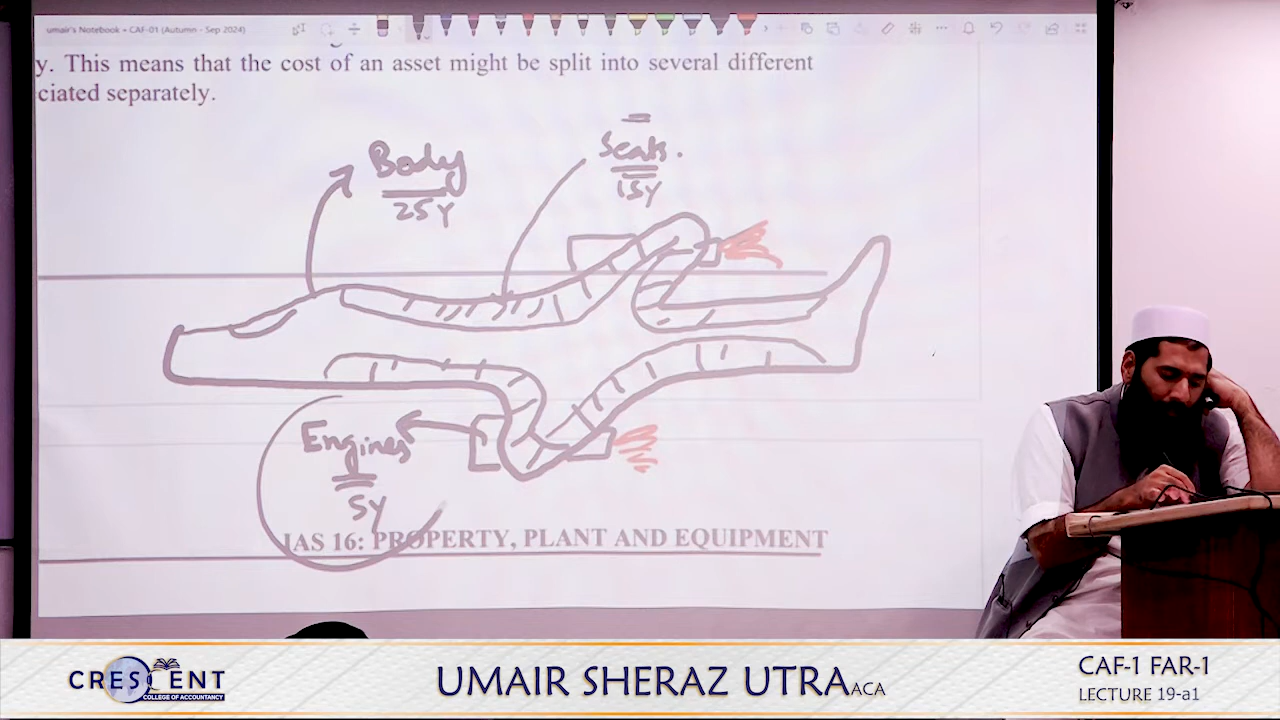 umair's Notebook • CAF-01 (Autumn - Sep 2024)
y. This means that the cost of an asset might be split into several different
ciated separately.
Body
25Y
Seats.
15Y
Engines
5Y
IAS 16: PROPERTY, PLANT AND EQUIPMENT
CRESCENT
COLLEGE OF ACCOUNTANCY
UMAIR SHERAZ UTRA AGA
CAF-1 FAR-1
LECTURE 19-a1